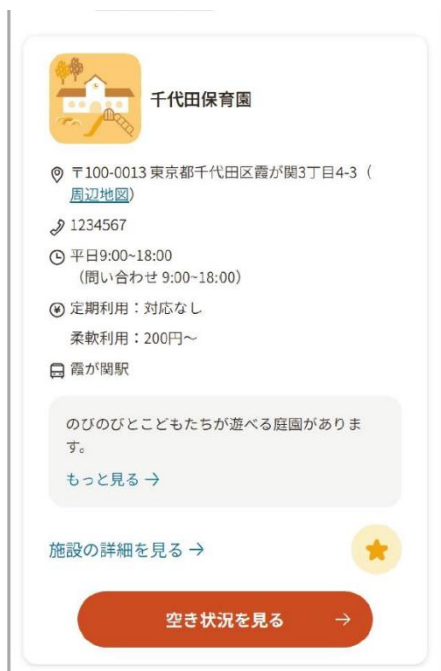 千代田保育園
〒100-0013 東京都千代田区霞が関3丁目4-3（
周辺地図）
1234567
平日9:00~18:00
（問い合わせ 9:00~18:00）
定期利用：対応なし
柔軟利用：200円～
霞が関駅
のびのびとこどもたちが遊べる庭園がありま
す。
もっと見る →
施設の詳細を見る →
空き状況を見る →